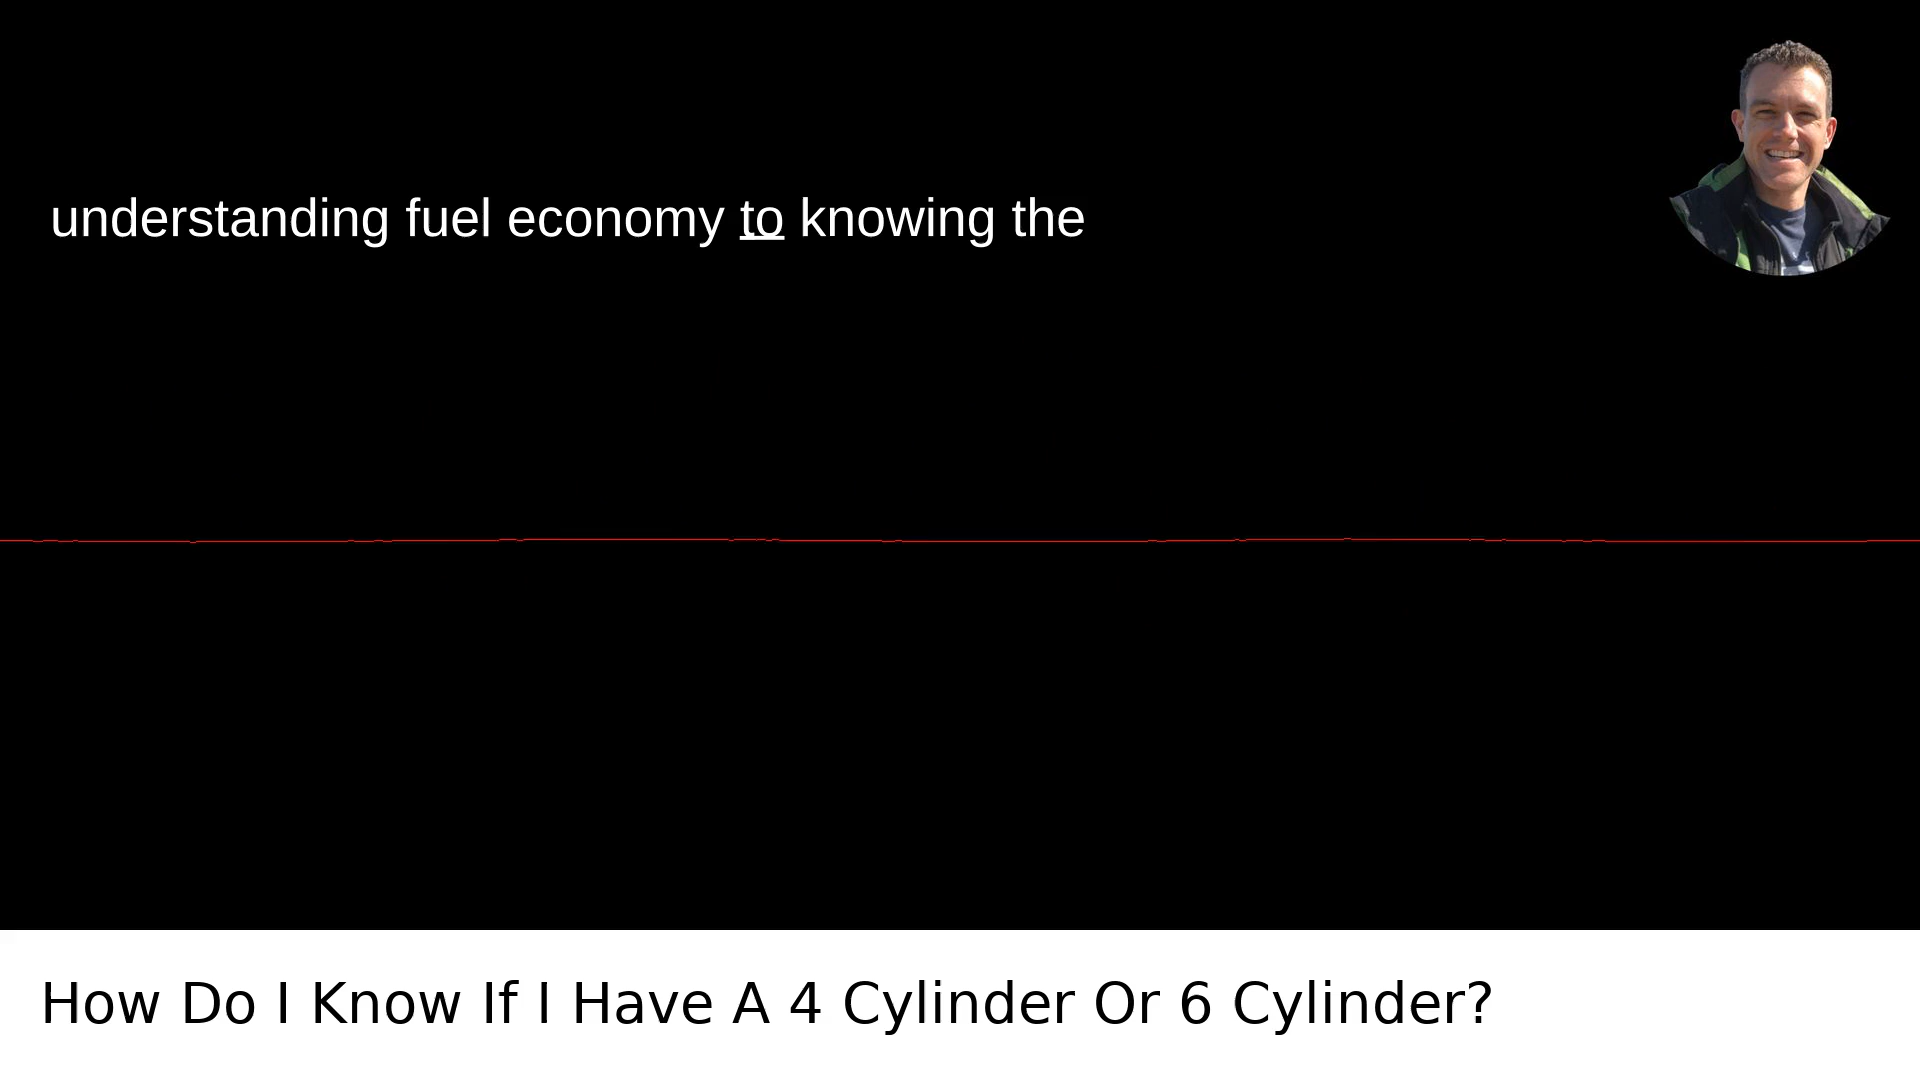 understanding fuel economy to knowing the
How Do I Know If I Have A 4 Cylinder Or 6 Cylinder?